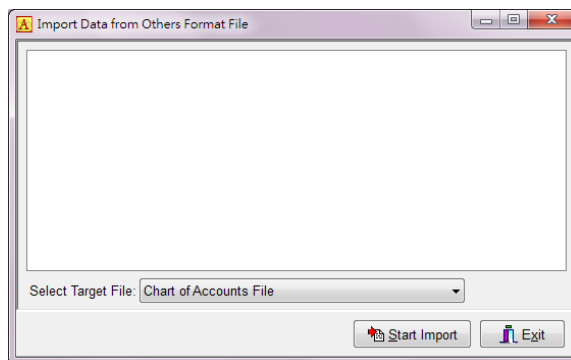 Import Data from Others Format File
Select Target File: Chart of Accounts File
Start Import Exit